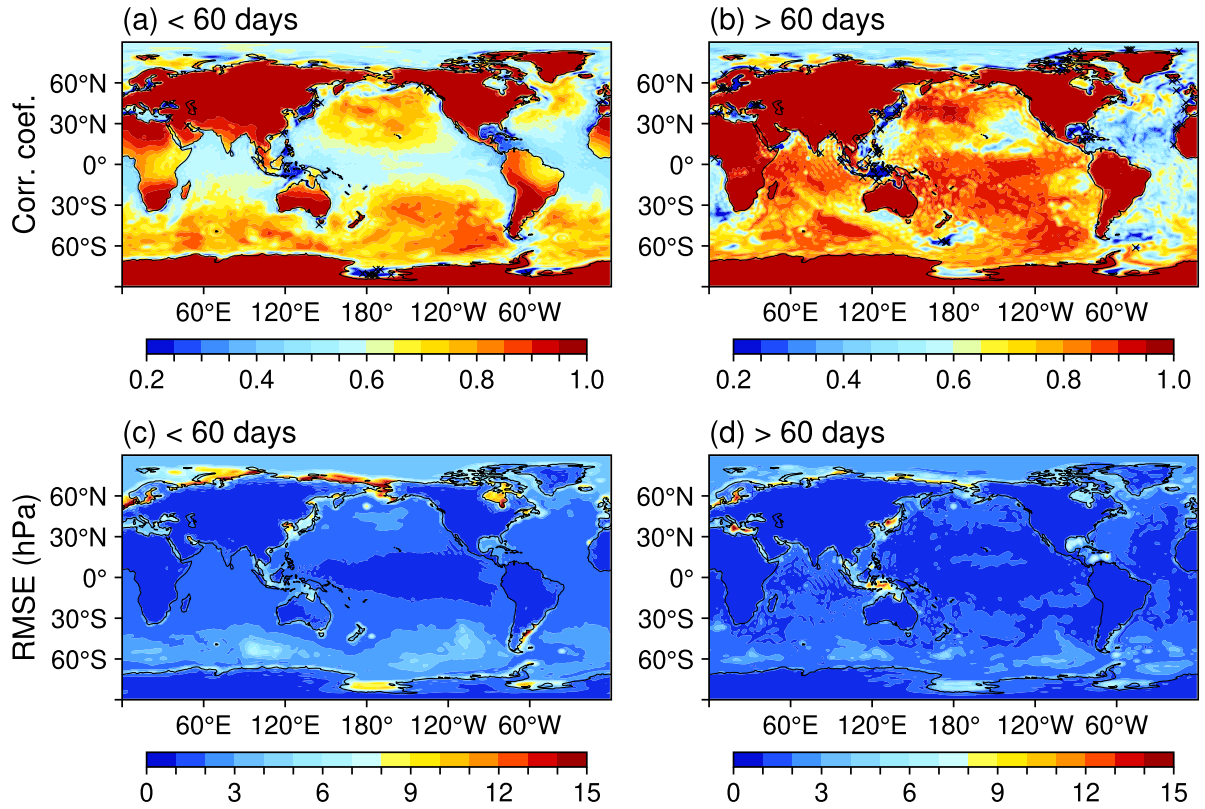 (a) < 60 days
(b) > 60 days
Corr. coef.
60°N
30°N
0°
30°S
60°S
60°N
30°N
0°
30°S
60°S
60°E 120°E 180° 120°W 60°W
60°E 120°E 180° 120°W 60°W
0.2 0.4 0.6 0.8 1.0
0.2 0.4 0.6 0.8 1.0
(c) < 60 days
(d) > 60 days
RMSE (hPa)
60°N
30°N
0°
30°S
60°S
60°N
30°N
0°
30°S
60°S
60°E 120°E 180° 120°W 60°W
60°E 120°E 180° 120°W 60°W
0 3 6 9 12 15
0 3 6 9 12 15